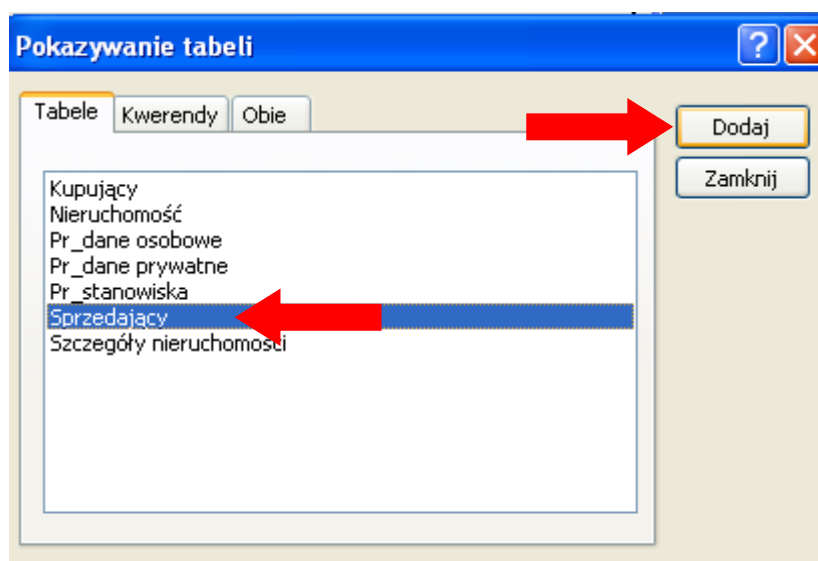 Pokazywanie tabeli
Tabele Kwerendy Obie
Dodaj
Zamknij
Kupujący
Nieruchomość
Pr_dane osobowe
Pr_dane prywatne
Pr_stanowiska
Sprzedający
Szczegóły nieruchomości